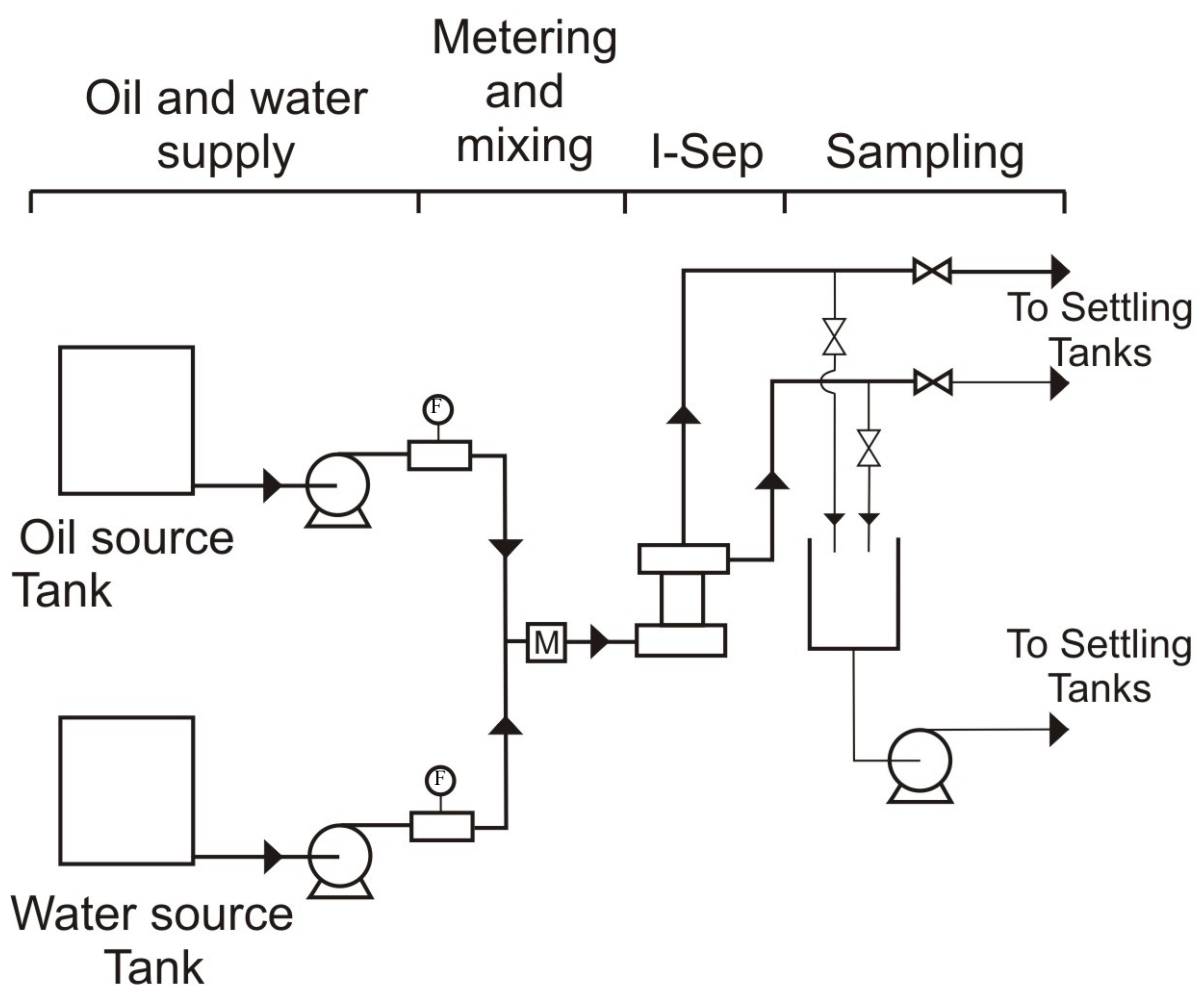 Oil and water
supply
Metering
and
mixing
I-Sep
Sampling
To Settling
Tanks
F
Oil source
Tank
M
To Settling
Tanks
F
Water source
Tank